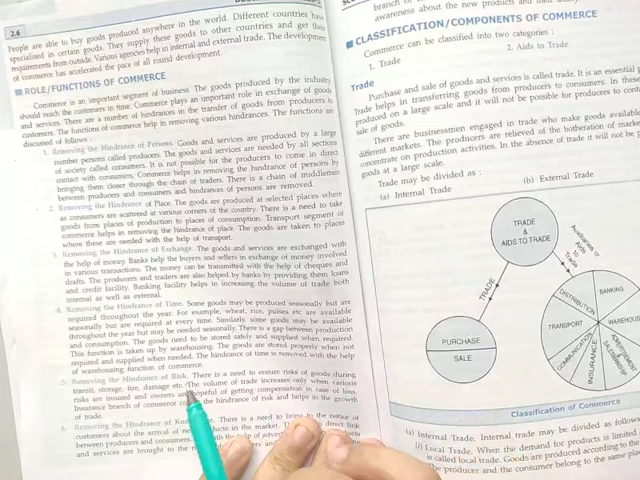 2.6
People are able to buy goods produced anywhere in the world. Different countries have
specialised in certain goods. They supply these goods to other countries and get their
requirements from outside. Various agencies help in internal and external trade. The development
of commerce has accelerated the pace of all round development.
ROLE/FUNCTIONS OF COMMERCE
Commerce is an important segment of business. The goods produced by the industry
should reach the customers in time. Commerce plays an important role in exchange of goods
and services. There are a number of hindrances in the transfer of goods from producers to
customers. The functions of commerce help in removing various hindrances. The functions are
discussed of follows
1. Removing the Hindrance of Persons. Goods and services are produced by a large
number persons called producers. The goods and services are needed by all sections
of society called consumers. It is not possible for the producers to come in direct
contact with consumers. Commerce helps in removing the hindrance of persons by
bringing them closer through the chain of traders. There is a chain of middlemen
between producers and consumers and hindrances of persons are removed.
2. Removing the Hindrance of Place. The goods are produced at selected places where
as consumers are scattered at various corners of the country. There is a need to take
goods from places of production to places of consumption. Transport segment of
commerce helps in removing the hindrance of place. The goods are taken to places
where these are needed with the help of transport.
3. Removing the Hindrance of Exchange. The goods and services are exchanged with
the help of money. Banks help the buyers and sellers in exchange of money involved
in various transactions. The money can be transmitted with the help of cheques and
drafts. The producers and traders are also helped by banks by providing them loans
and credit facility. Banking facility helps in increasing the volume of trade both
internal as well as external.
4. Removing the Hindrance of Time. Some goods may be produced seasonally but are
required throughout the year. For example, wheat, rice, pulses etc are available
seasonally but are required at every time. Similarly, some goods may be available
throughout the year but may be needed seasonally. There is a gap between production
and consumption. The goods need to be stored safely and supplied when required.
This function is taken up by warehousing. The goods are stored properly when not
required and supplied when needed. The hindrance of time is removed with the help
of warehousing function of commerce.
5. Removing the Hindrance of Risk. There is a need to ensure risks of goods during
transit, storage, fire, damage etc. The volume of trade increases only when various
risks are insured and owners are hopeful of getting compensation in case of loss.
Insurance branch of commerce the hindrance of risk and helps in the growth
of trade.
6. Removing the Hindrance of There is a need to bring to the notice of
customers about the arrival of new in the market. direct link
between producers and the help of
and services are brought to the
branch of
awareness about the new products and
CLASSIFICATION/COMPONENTS OF COMMERCE
Commerce can be classified into two categories :
1. Trade 2. Aids to Trade
Trade
Purchase and sale of goods and services is called trade. It is an essential
Trade helps in transferring goods from producers to consumers. In these
produced on a large scale and it will not be possible for producers to
sale of goods.
There are businessmen engaged in trade who make goods available
different markets. The producers are relieved of the botheration of
concentrate on production activities. In the absence of trade it will not be
goods at a large scale.
Trade may be divided as :
(a) Internal Trade (b) External Trade
TRADE
& AIDS TO TRADE
TRADE
Auxiliaries or
Aids
to
Trade
PURCHASE
SALE
DISTRIBUTION
BANKING
TRANSPORT
COMMUNICATION
INSURANCE
ADVERTISEMENT
& SALESMANSHIP
Classification of Commerce
(a) Internal Trade. Internal trade may be divided as follows
(i) Local Trade. When the demand for products is limited
is called local trade. Goods are produced according to the
The producer and the consumer belong to the same